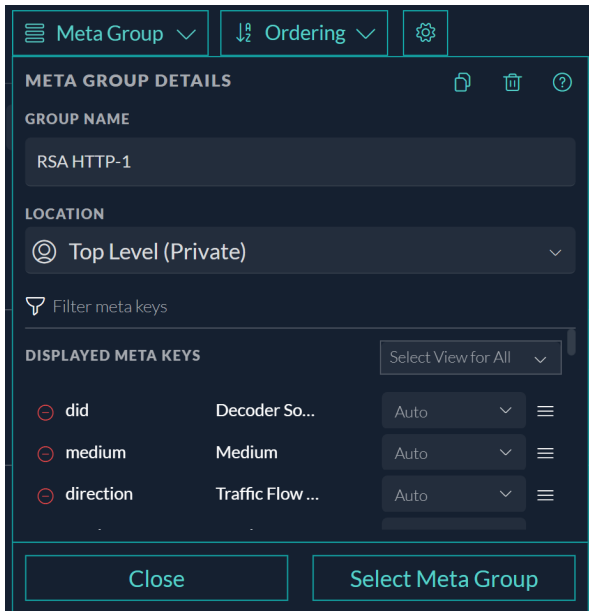 Meta Group Ordering
META GROUP DETAILS
GROUP NAME
RSA HTTP-1
LOCATION
Top Level (Private)
Filter meta keys
DISPLAYED META KEYS Select View for All
did Decoder So... Auto
medium Medium Auto
direction Traffic Flow ... Auto
Close Select Meta Group